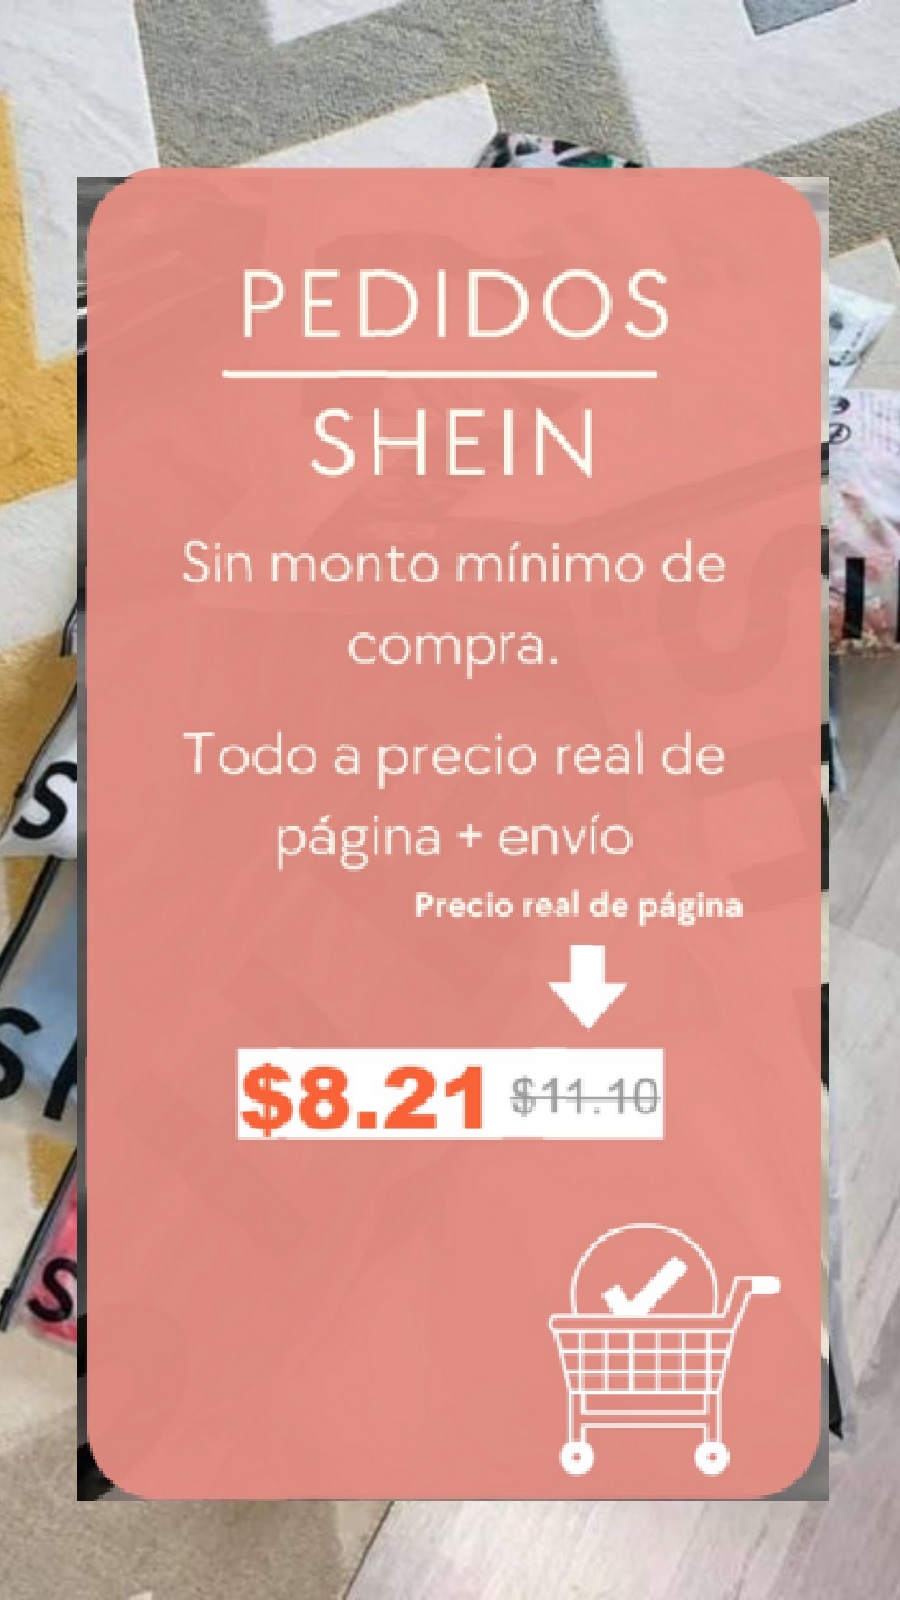 PEDIDOS
SHEIN
Sin monto mínimo de
compra.
Todo a precio real de
página + envío
Precio real de página
$8.21 $11.10